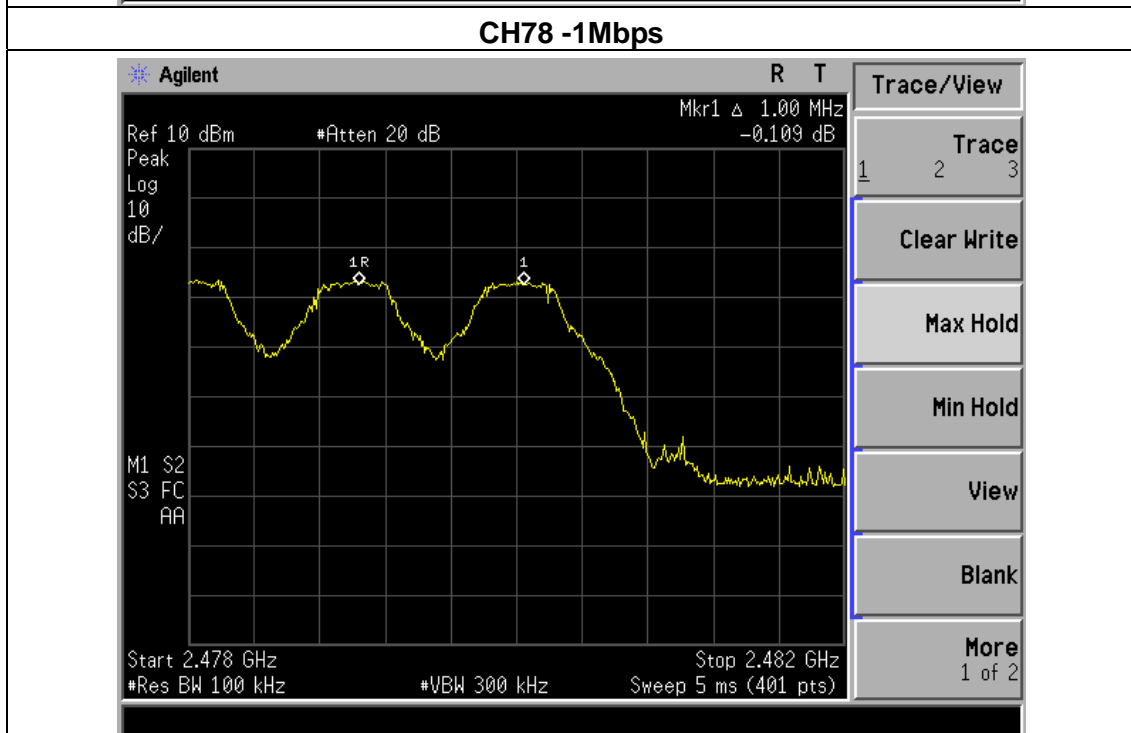 CH78 -1Mbps
Agilent R T
Mkr1 Δ 1.00 MHz
Ref 10 dBm #Atten 20 dB -0.109 dB
Peak
Log
10
dB/
1R 1
M1 S2
S3 FC
AA
Start 2.478 GHz Stop 2.482 GHz
#Res BW 100 kHz #VBW 300 kHz Sweep 5 ms (401 pts)
Trace/View
Trace
1 2 3
Clear Write
Max Hold
Min Hold
View
Blank
More
1 of 2